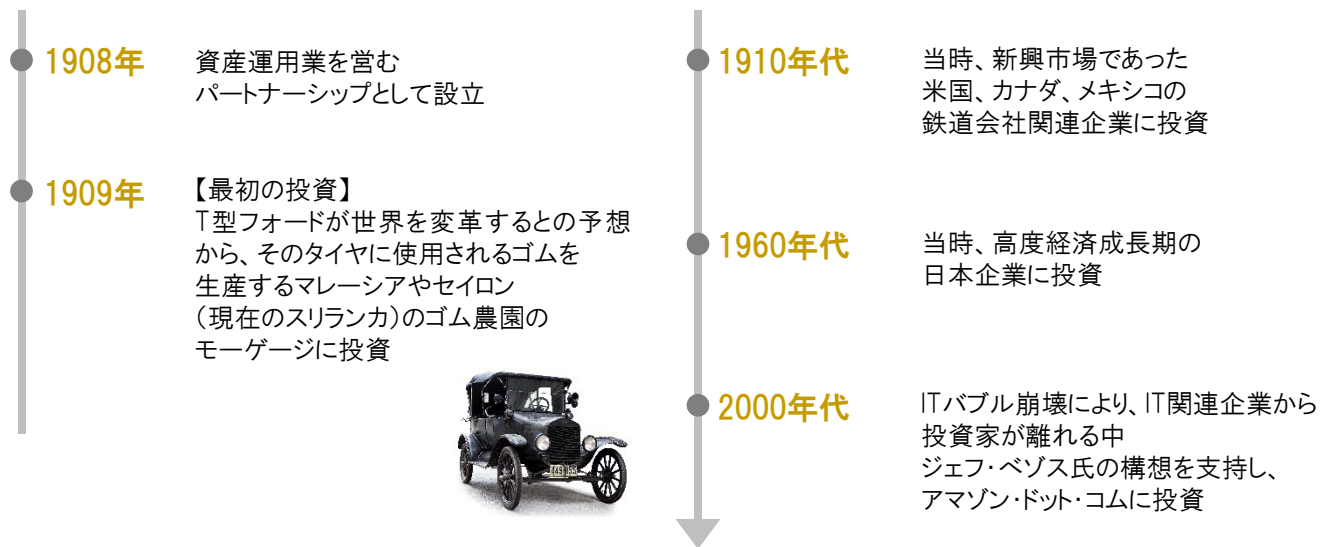 1908年
資産運用業を営む
パートナーシップとして設立
1909年
【最初の投資】
T型フォードが世界を変革するとの予想
から、そのタイヤに使用されるゴムを
生産するマレーシアやセイロン
（現在のスリランカ）のゴム農園の
モーゲージに投資
1910年代
当時、新興市場であった
米国、カナダ、メキシコの
鉄道会社関連企業に投資
1960年代
当時、高度経済成長期の
日本企業に投資
2000年代
ITバブル崩壊により、IT関連企業から
投資家が離れる中
ジェフ・ベゾス氏の構想を支持し、
アマゾン・ドット・コムに投資